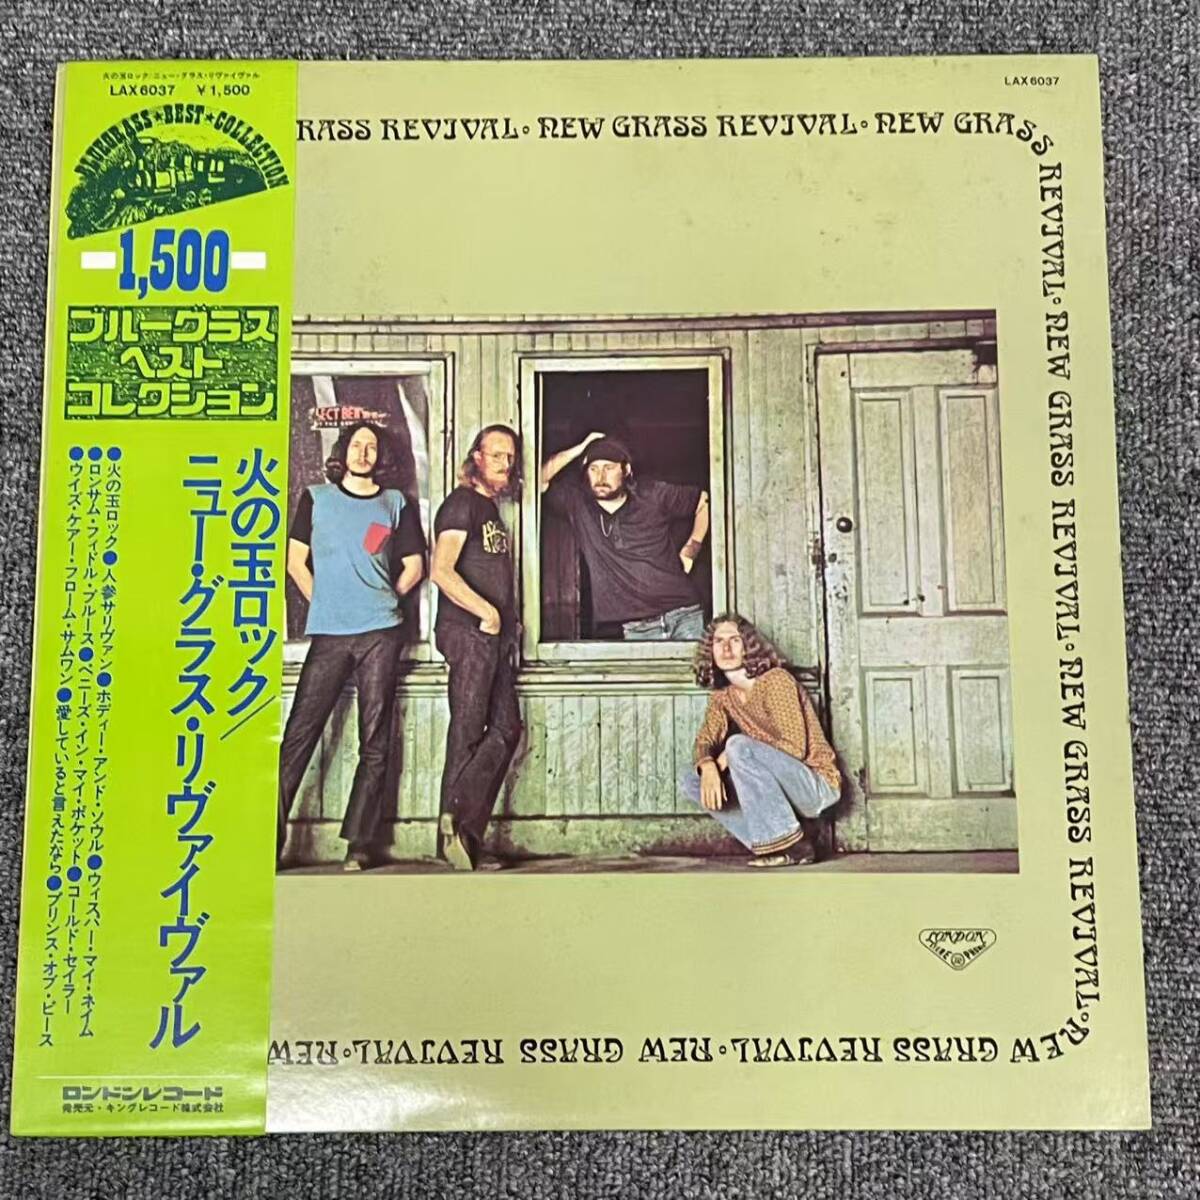 火の玉ロック/ニュー・グラス・リヴァイヴァル
LAX6037 ¥1,500
BLUEGRASS★BEST★COLLECTION
1,500
ブルーグラス
ベスト
コレクション
火の玉ロック/
ニュー・グラス・リヴァイヴァル
●火の玉ロック●人参サリヴァン●ホディー・アンド・ソウル●ウィスパー・マイ・ネイム
●ロンサム・フィドル・ブルース●ペニーズ・イン・マイ・ポケット●コールド・セイラー
●ウイズ・ケアー・フローム・サムワン●愛していると言えたなら●プリンス・オブ・ピース
ロンドンレコード
発売元・キングレコード株式会社
LAX6037
RASS REVIVAL・NEW GRASS REVIVAL・NEW GRASS REVIVAL・NEW GRASS REVIVAL・NEW GRASS REVIVAL・NEW GRASS REVIVAL・NEW GRASS REVIVAL・NEW
LONDON